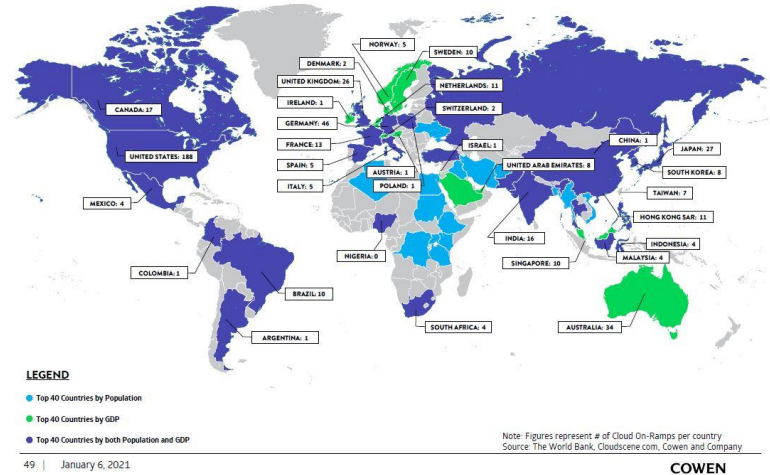 NORWAY: 5
SWEDEN: 10
DENMARK: 2
UNITED KINGDOM: 26
NETHERLANDS: 11
IRELAND: 1
SWITZERLAND: 2
CANADA: 17
GERMANY: 46
CHINA: 1
FRANCE: 13
ISRAEL: 1
JAPAN: 27
UNITED STATES: 188
SPAIN: 5
AUSTRIA: 1
UNITED ARAB EMIRATES: 8
SOUTH KOREA: 8
ITALY: 5
POLAND: 1
TAIWAN: 7
MEXICO: 4
HONG KONG SAR: 11
INDIA: 16
INDONESIA: 4
NIGERIA: 0
MALAYSIA: 4
SINGAPORE: 10
COLOMBIA: 1
BRAZIL: 10
SOUTH AFRICA: 4
AUSTRALIA: 34
ARGENTINA: 1
LEGEND
Top 40 Countries by Population
Top 40 Countries by GDP
Top 40 Countries by both Population and GDP
Note: Figures represent # of Cloud On-Ramps per country
Source: The World Bank, Cloudscene.com, Cowen and Company
49 | January 6, 2021
COWEN